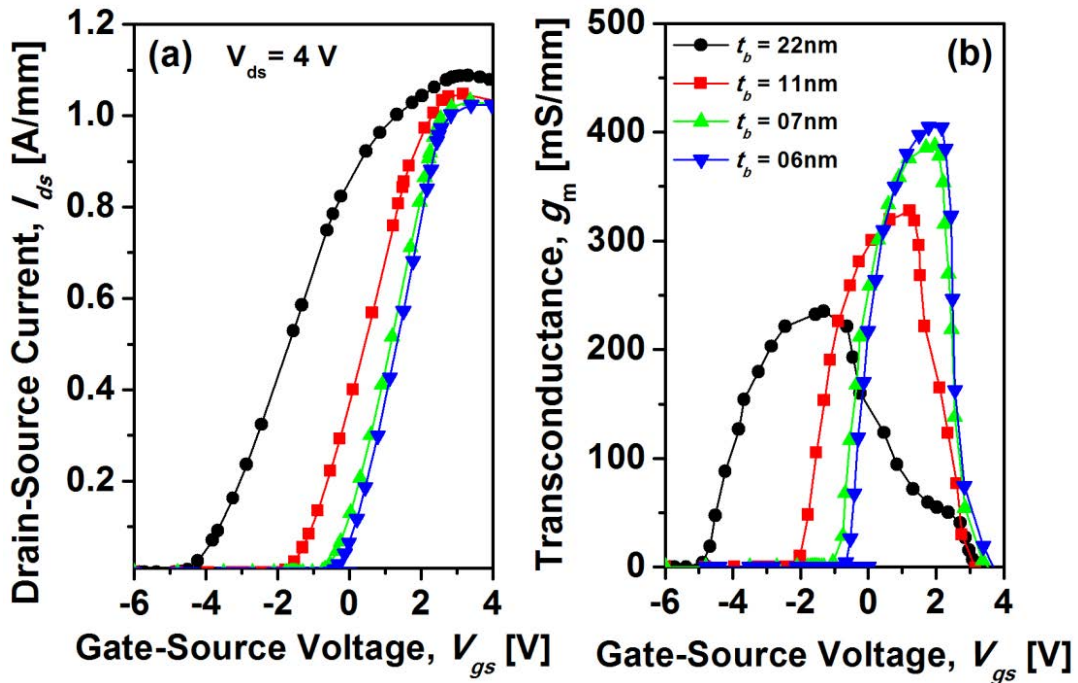 (a)
V_ds = 4 V
Drain-Source Current, I_ds [A/mm]
1.2
1.0
0.8
0.6
0.4
0.2
-6 -4 -2 0 2 4
Gate-Source Voltage, V_gs [V]
(b)
t_b = 22nm
t_b = 11nm
t_b = 07nm
t_b = 06nm
Transconductance, g_m [mS/mm]
500
400
300
200
100
0
-6 -4 -2 0 2 4 6
Gate-Source Voltage, V_gs [V]